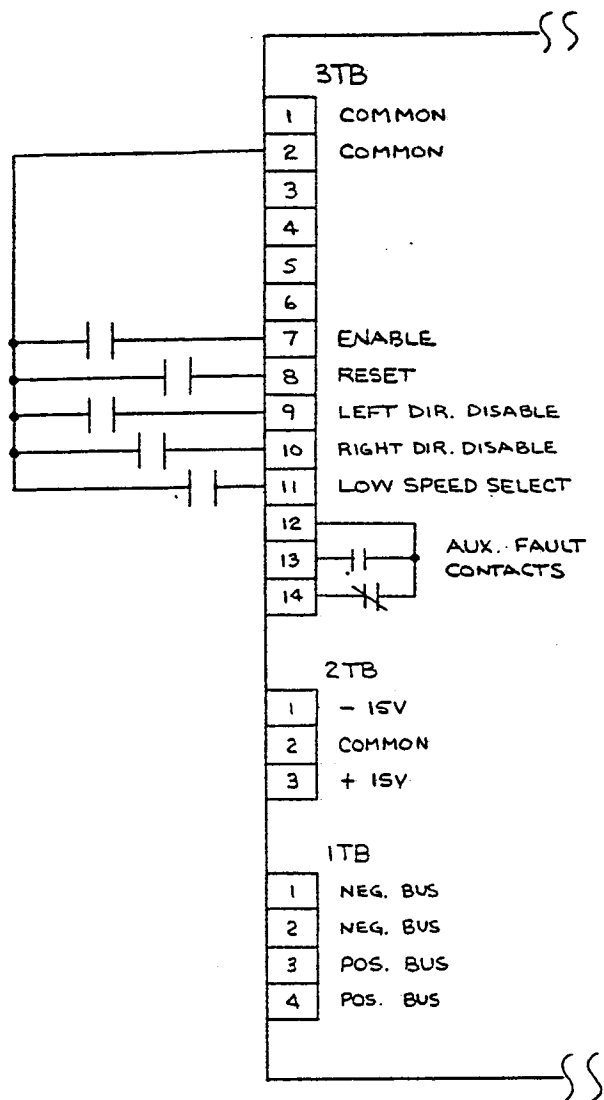 3TB
1 COMMON
2 COMMON
3
4
5
6
7 ENABLE
8 RESET
9 LEFT DIR. DISABLE
10 RIGHT DIR. DISABLE
11 LOW SPEED SELECT
12
13
14
AUX. FAULT
CONTACTS
2TB
1 - 15V
2 COMMON
3 + 15V
1TB
1 NEG. BUS
2 NEG. BUS
3 POS. BUS
4 POS. BUS